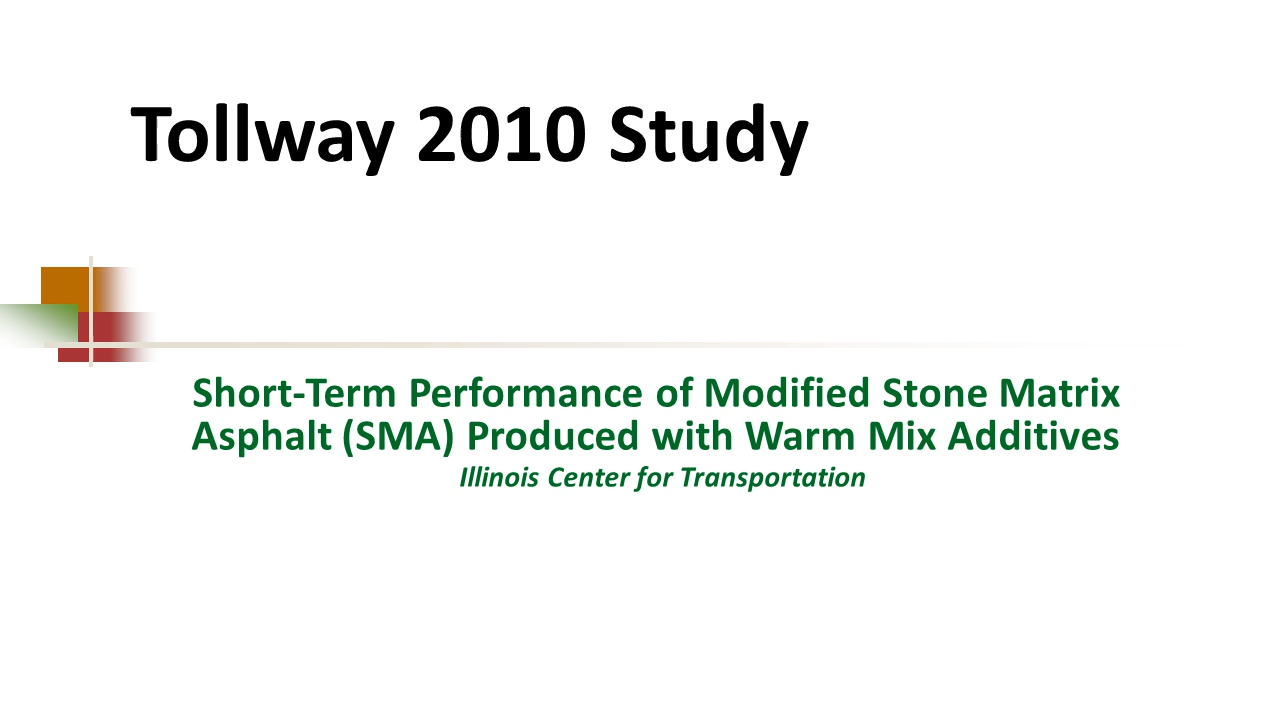 Tollway 2010 Study
Short-Term Performance of Modified Stone Matrix
Asphalt (SMA) Produced with Warm Mix Additives
Illinois Center for Transportation